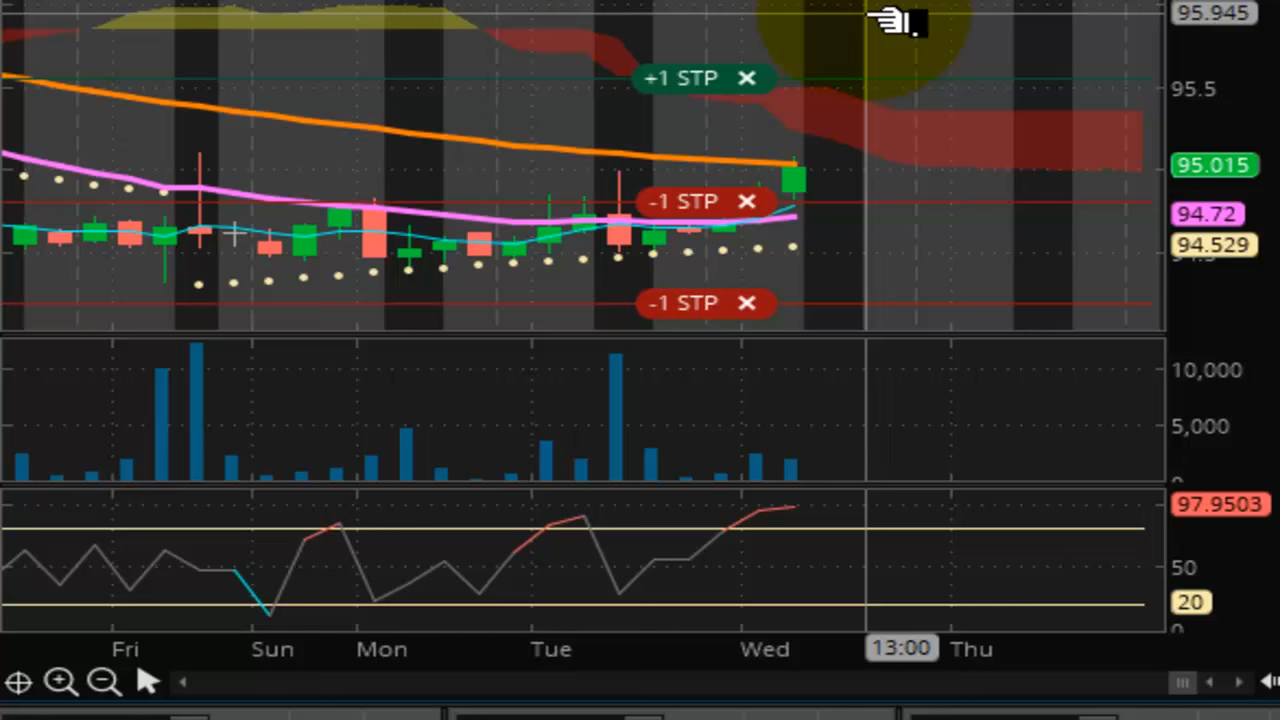 95.945
+1 STP ✕
95.5
95.015
-1 STP ✕
94.72
94.529
-1 STP ✕
10,000
5,000
97.9503
50
20
Fri Sun Mon Tue Wed 13:00 Thu